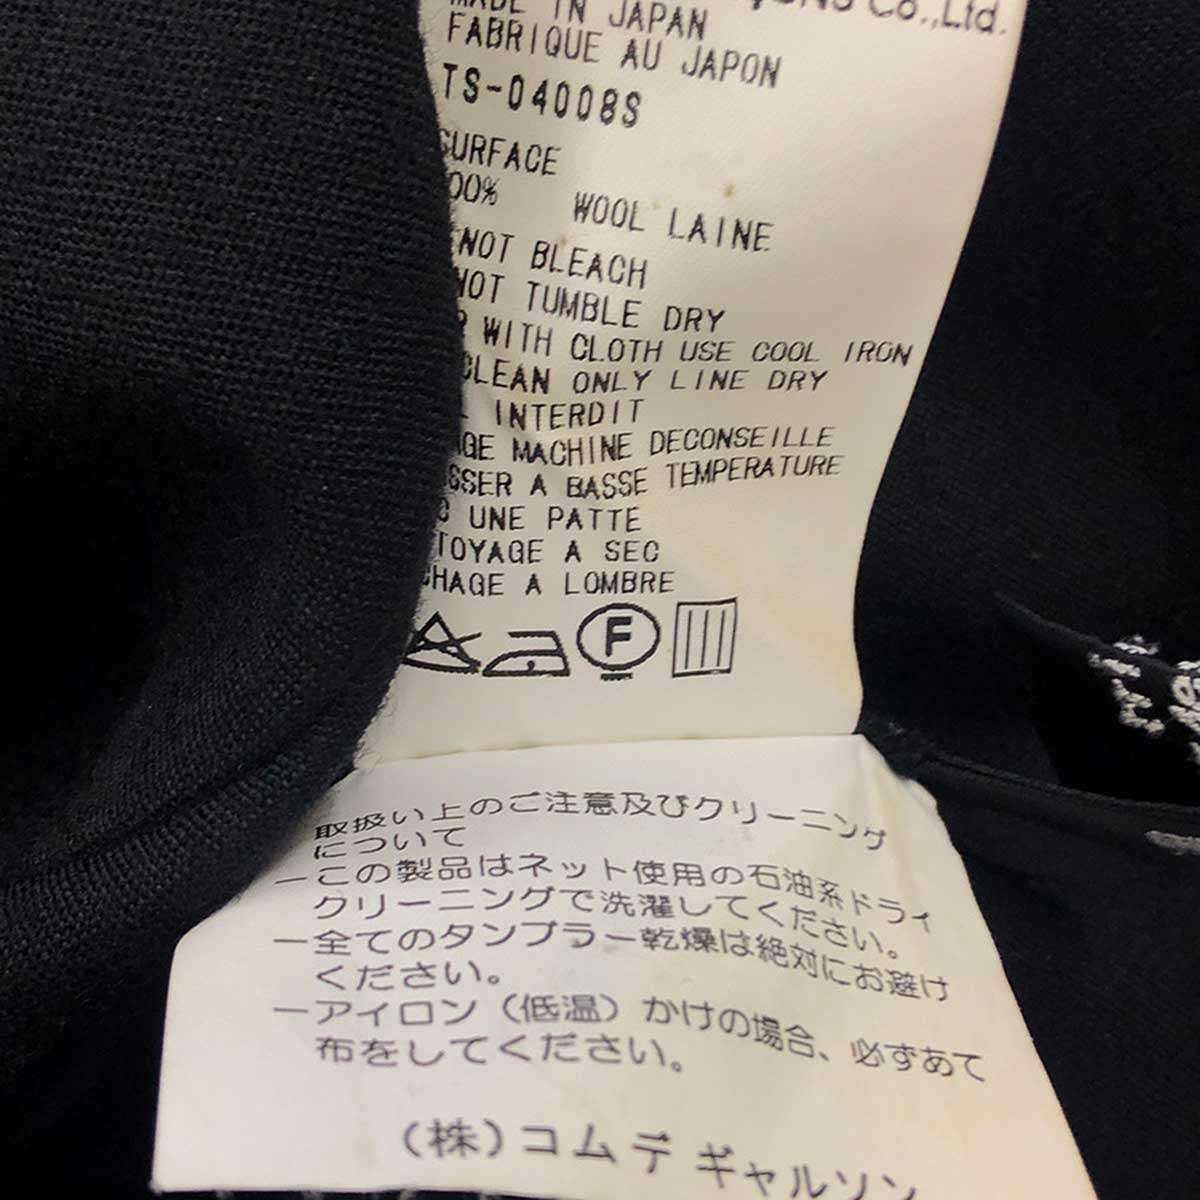 Co.,Ltd.
MADE IN JAPAN
FABRIQUE AU JAPON
TS-04008S
SURFACE
00% WOOL LAINE
NOT BLEACH
NOT TUMBLE DRY
WITH CLOTH USE COOL IRON
CLEAN ONLY LINE DRY
INTERDIT
AGE MACHINE DECONSEILLE
SSER A BASSE TEMPERATURE
C UNE PATTE
TOYAGE A SEC
CHAGE A LOMBRE
F
取扱い上のご注意及びクリーニング
について
ーこの製品はネット使用の石油系ドライ
クリーニングで洗濯してください。
ー全てのタンブラー乾燥は絶対にお避け
ください。
ーアイロン(低温)かけの場合、必ずあて
布をしてください。
(株)コムデギャルソン